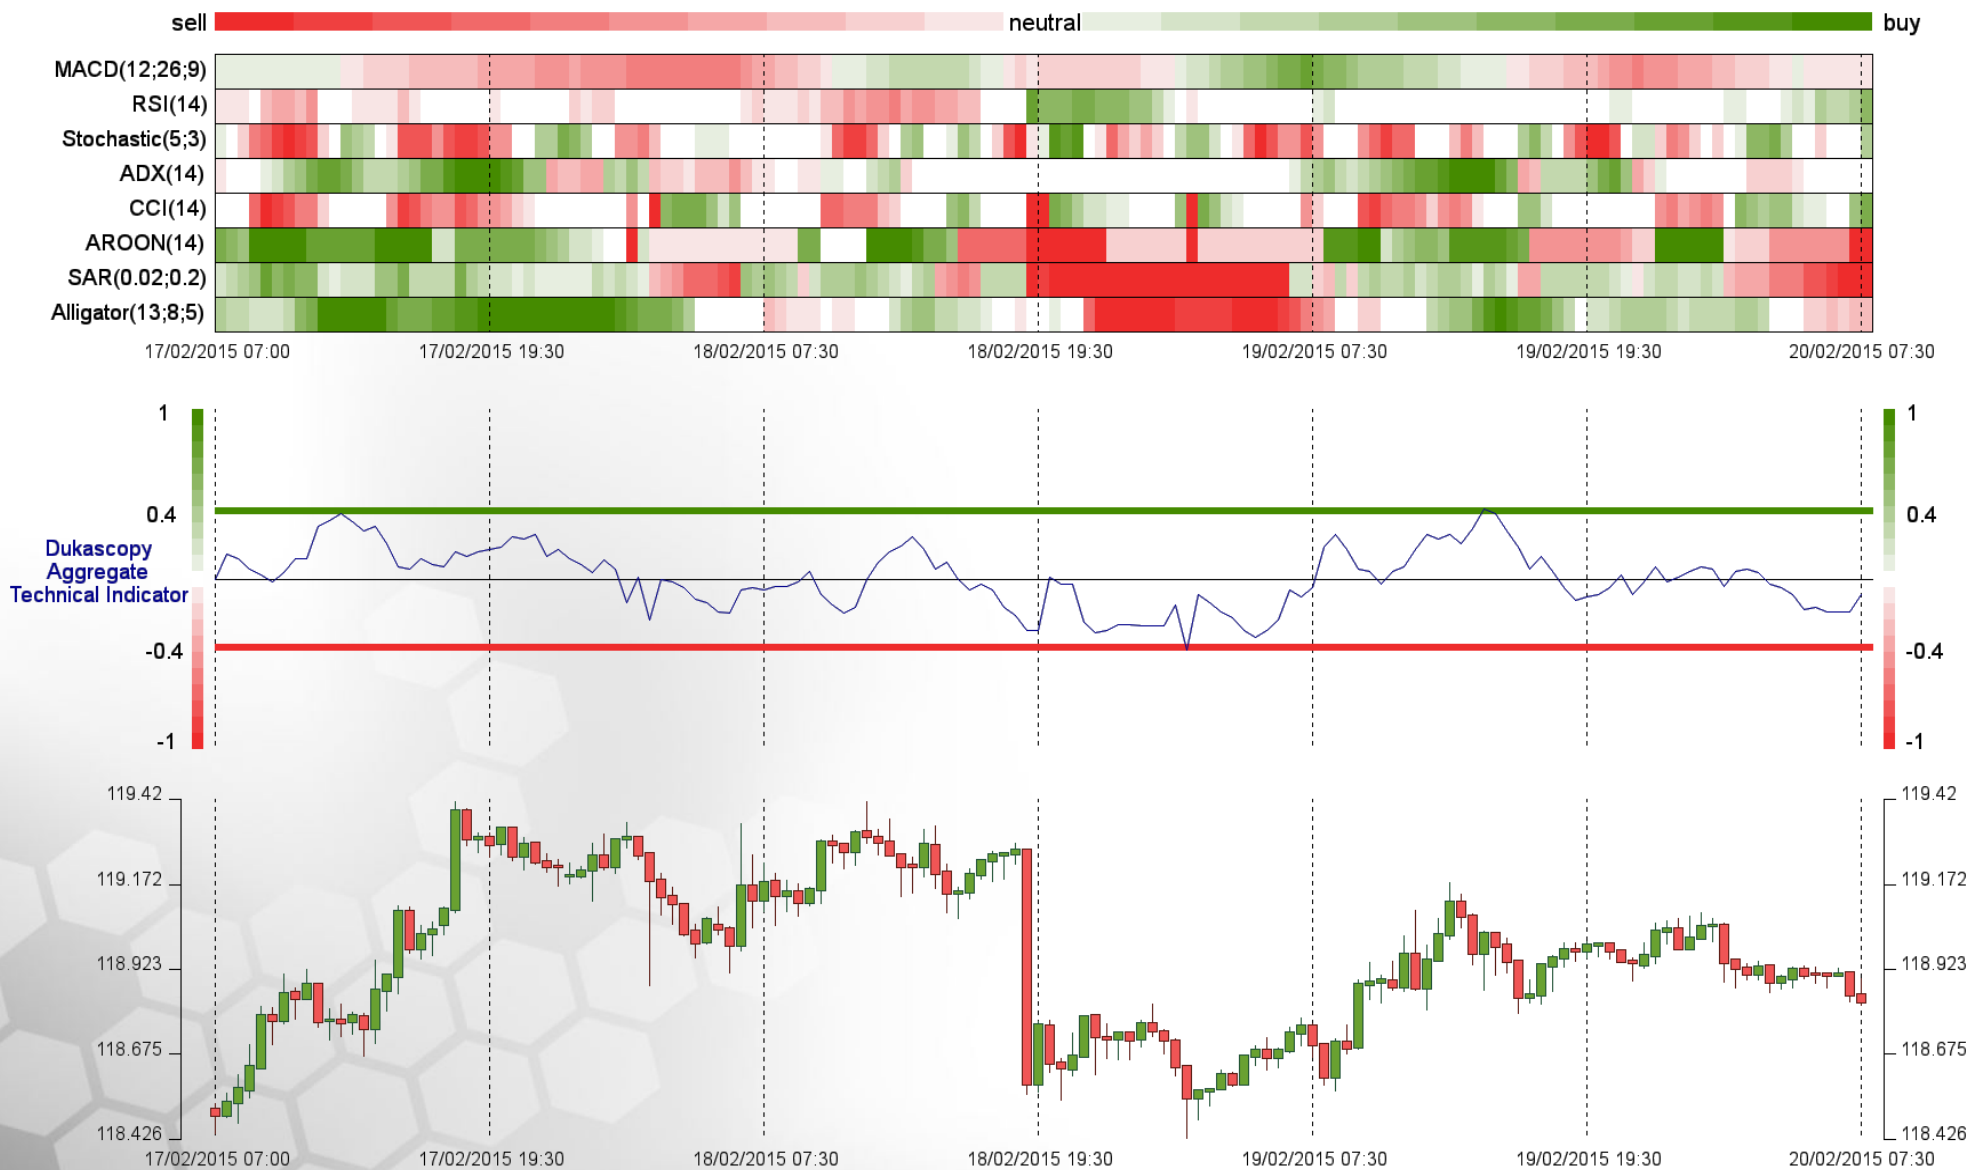 sell neutral buy
MACD(12;26;9)
RSI(14)
Stochastic(5;3)
ADX(14)
CCI(14)
AROON(14)
SAR(0.02;0.2)
Alligator(13;8;5)
17/02/2015 07:00 17/02/2015 19:30 18/02/2015 07:30 18/02/2015 19:30 19/02/2015 07:30 19/02/2015 19:30 20/02/2015 07:30
1 1
0.4 0.4
Dukascopy
Aggregate
Technical Indicator
-0.4 -0.4
-1 -1
119.42 119.42
119.172 119.172
118.923 118.923
118.675 118.675
118.426 118.426
17/02/2015 07:00 17/02/2015 19:30 18/02/2015 07:30 18/02/2015 19:30 19/02/2015 07:30 19/02/2015 19:30 20/02/2015 07:30